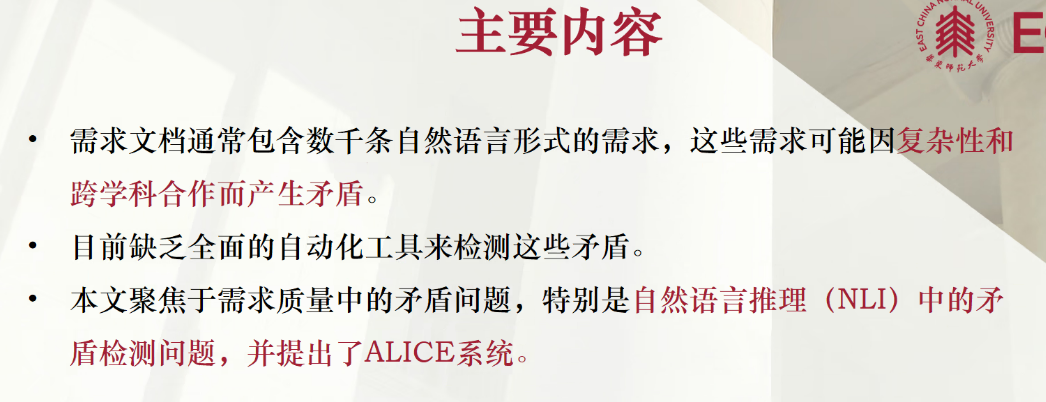 主要内容
EAST CHINA NORMAL UNIVERSITY
华东师范大学
• 需求文档通常包含数千条自然语言形式的需求，这些需求可能因复杂性和
跨学科合作而产生矛盾。
• 目前缺乏全面的自动化工具来检测这些矛盾。
• 本文聚焦于需求质量中的矛盾问题，特别是自然语言推理（NLI）中的矛
盾检测问题，并提出了ALICE系统。